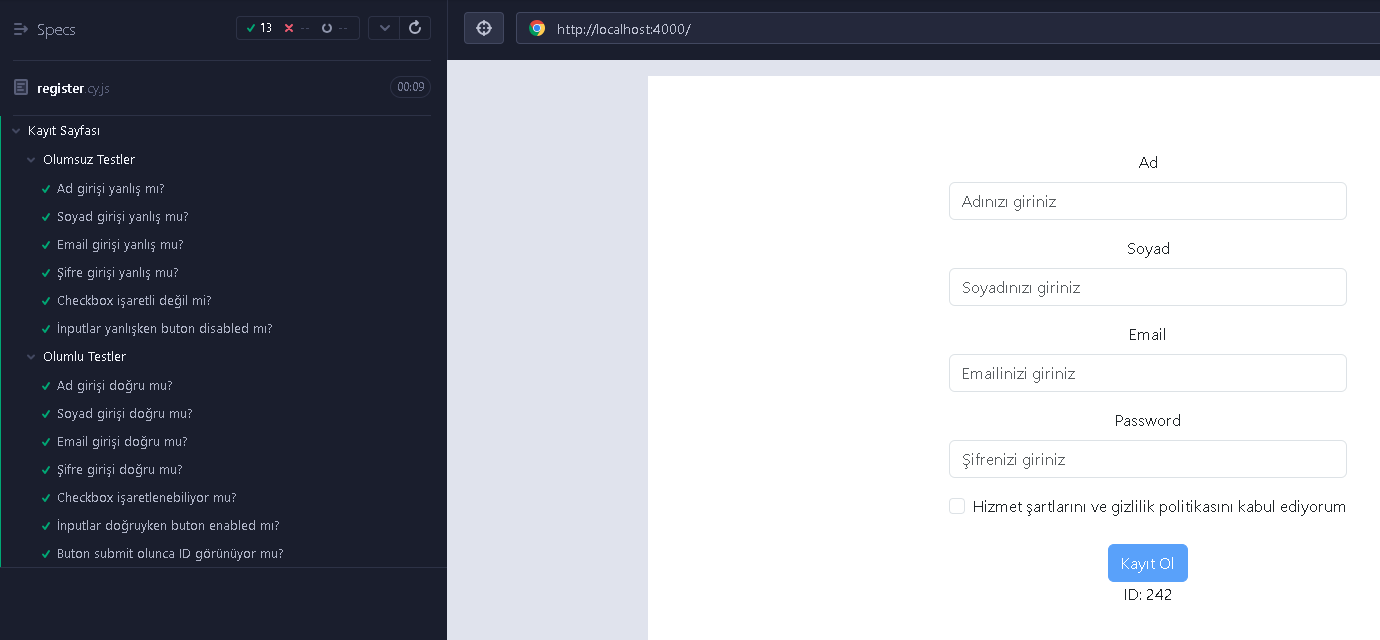 Specs
13 -- --
register.cy.js 00:09
Kayıt Sayfası
Olumsuz Testler
Ad girişi yanlış mı?
Soyad girişi yanlış mu?
Email girişi yanlış mu?
Şifre girişi yanlış mu?
Checkbox işaretli değil mi?
İnputlar yanlışken buton disabled mı?
Olumlu Testler
Ad girişi doğru mu?
Soyad girişi doğru mu?
Email girişi doğru mu?
Şifre girişi doğru mu?
Checkbox işaretlenebiliyor mu?
İnputlar doğruyken buton enabled mı?
Buton submit olunca ID görünüyor mu?
http://localhost:4000/
Ad
Adınızı giriniz
Soyad
Soyadınızı giriniz
Email
Emailinizi giriniz
Password
Şifrenizi giriniz
Hizmet şartlarını ve gizlilik politikasını kabul ediyorum
Kayıt Ol
ID: 242